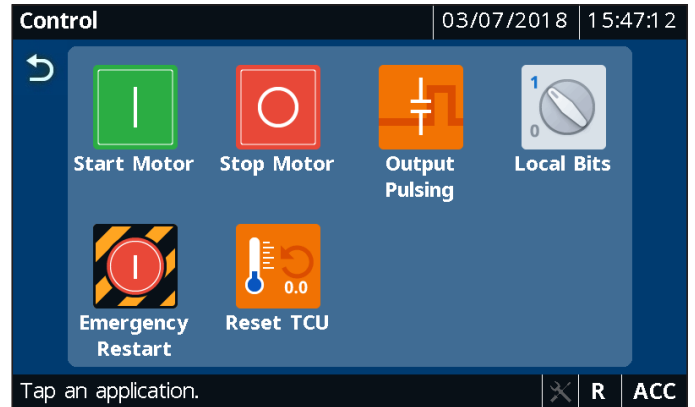 Control 03/07/2018 15:47:12
Start Motor
Stop Motor
Output
Pulsing
1
0
Local Bits
Emergency
Restart
0.0
Reset TCU
Tap an application. R ACC